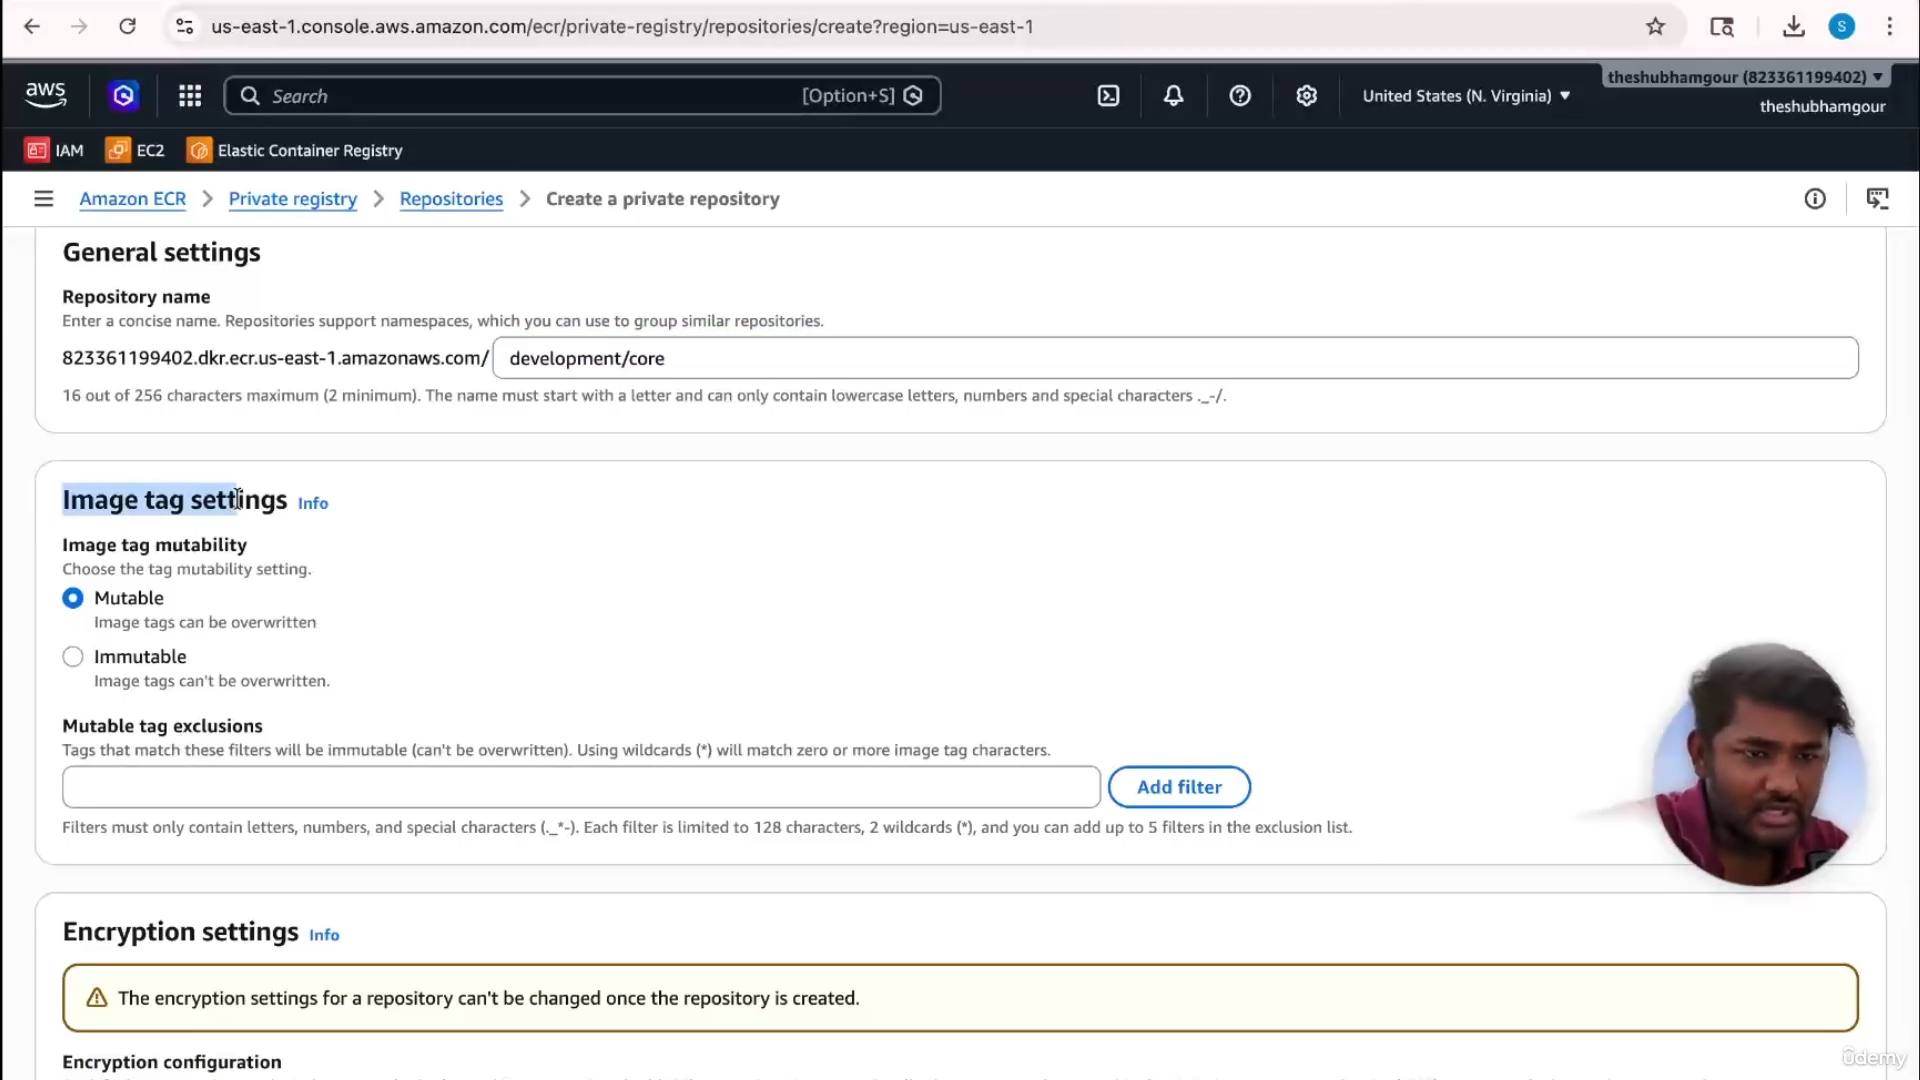 us-east-1.console.aws.amazon.com/ecr/private-registry/repositories/create?region=us-east-1
S
aws
Search
[Option+S]
United States (N. Virginia)
theshubhamgour (823361199402)
theshubhamgour
IAM
EC2
Elastic Container Registry
Amazon ECR
Private registry
Repositories
Create a private repository
General settings
Repository name
Enter a concise name. Repositories support namespaces, which you can use to group similar repositories.
823361199402.dkr.ecr.us-east-1.amazonaws.com/ development/core
16 out of 256 characters maximum (2 minimum). The name must start with a letter and can only contain lowercase letters, numbers and special characters ._-/.
Image tag settings Info
Image tag mutability
Choose the tag mutability setting.
Mutable
Image tags can be overwritten
Immutable
Image tags can't be overwritten.
Mutable tag exclusions
Tags that match these filters will be immutable (can't be overwritten). Using wildcards (*) will match zero or more image tag characters.
Add filter
Filters must only contain letters, numbers, and special characters (._*-). Each filter is limited to 128 characters, 2 wildcards (*), and you can add up to 5 filters in the exclusion list.
Encryption settings Info
The encryption settings for a repository can't be changed once the repository is created.
Encryption configuration
ûdemy